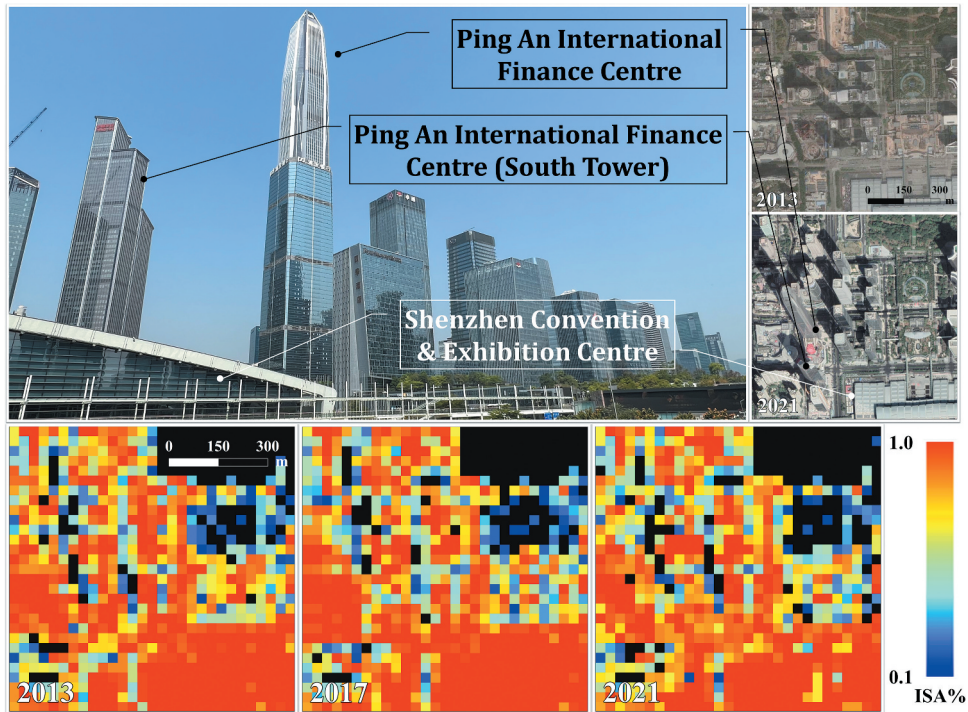 Ping An International
Finance Centre
Ping An International Finance
Centre (South Tower)
Shenzhen Convention
& Exhibition Centre
0 150 300
m
2013
2021
0 150 300
m
2013
2017
2021
1.0
0.1
ISA%